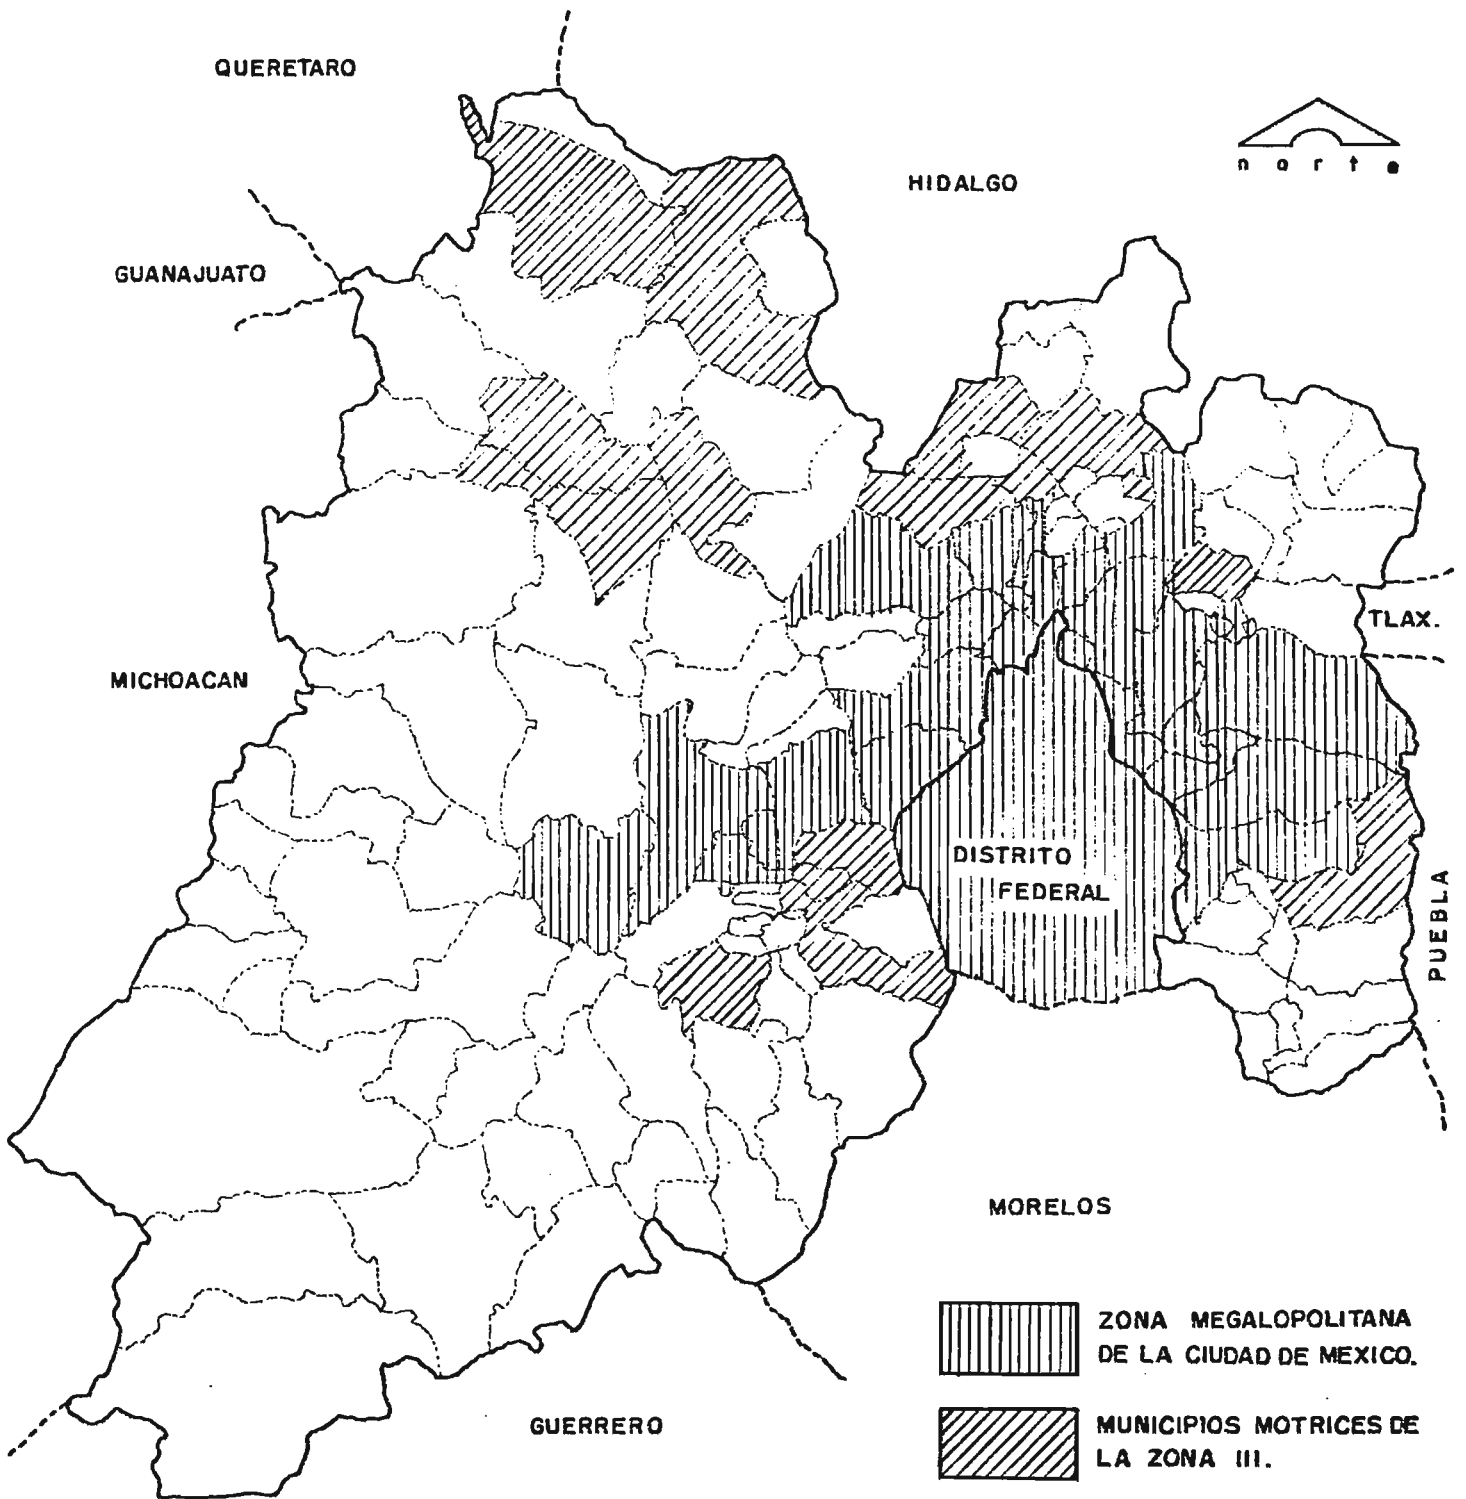 QUERETARO
norte
HIDALGO
GUANAJUATO
TLAX.
MICHOACAN
DISTRITO
FEDERAL
PUEBLA
MORELOS
ZONA MEGALOPOLITANA
DE LA CIUDAD DE MEXICO.
GUERRERO
MUNICIPIOS MOTRICES DE
LA ZONA III.